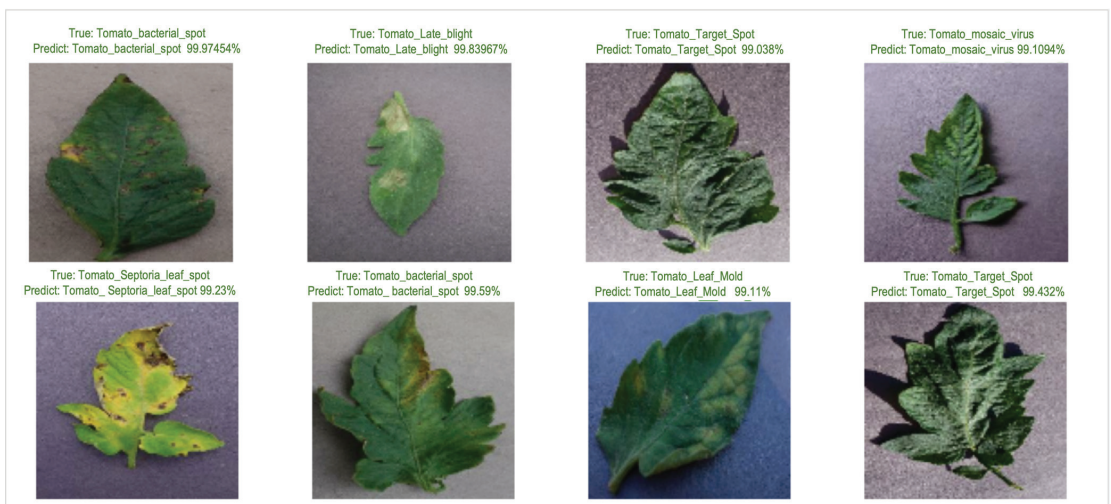 True: Tomato_bacterial_spot
Predict: Tomato_bacterial_spot 99.97454%
True: Tomato_Late_blight
Predict: Tomato_Late_blight 99.83967%
True: Tomato_Target_Spot
Predict: Tomato_Target_Spot 99.038%
True: Tomato_mosaic_virus
Predict: Tomato_mosaic_virus 99.1094%
True: Tomato_Septoria_leaf_spot
Predict: Tomato_ Septoria_leaf_spot 99.23%
True: Tomato_bacterial_spot
Predict: Tomato_ bacterial_spot 99.59%
True: Tomato_Leaf_Mold
Predict: Tomato_Leaf_Mold 99.11%
True: Tomato_Target_Spot
Predict: Tomato_ Target_Spot 99.432%